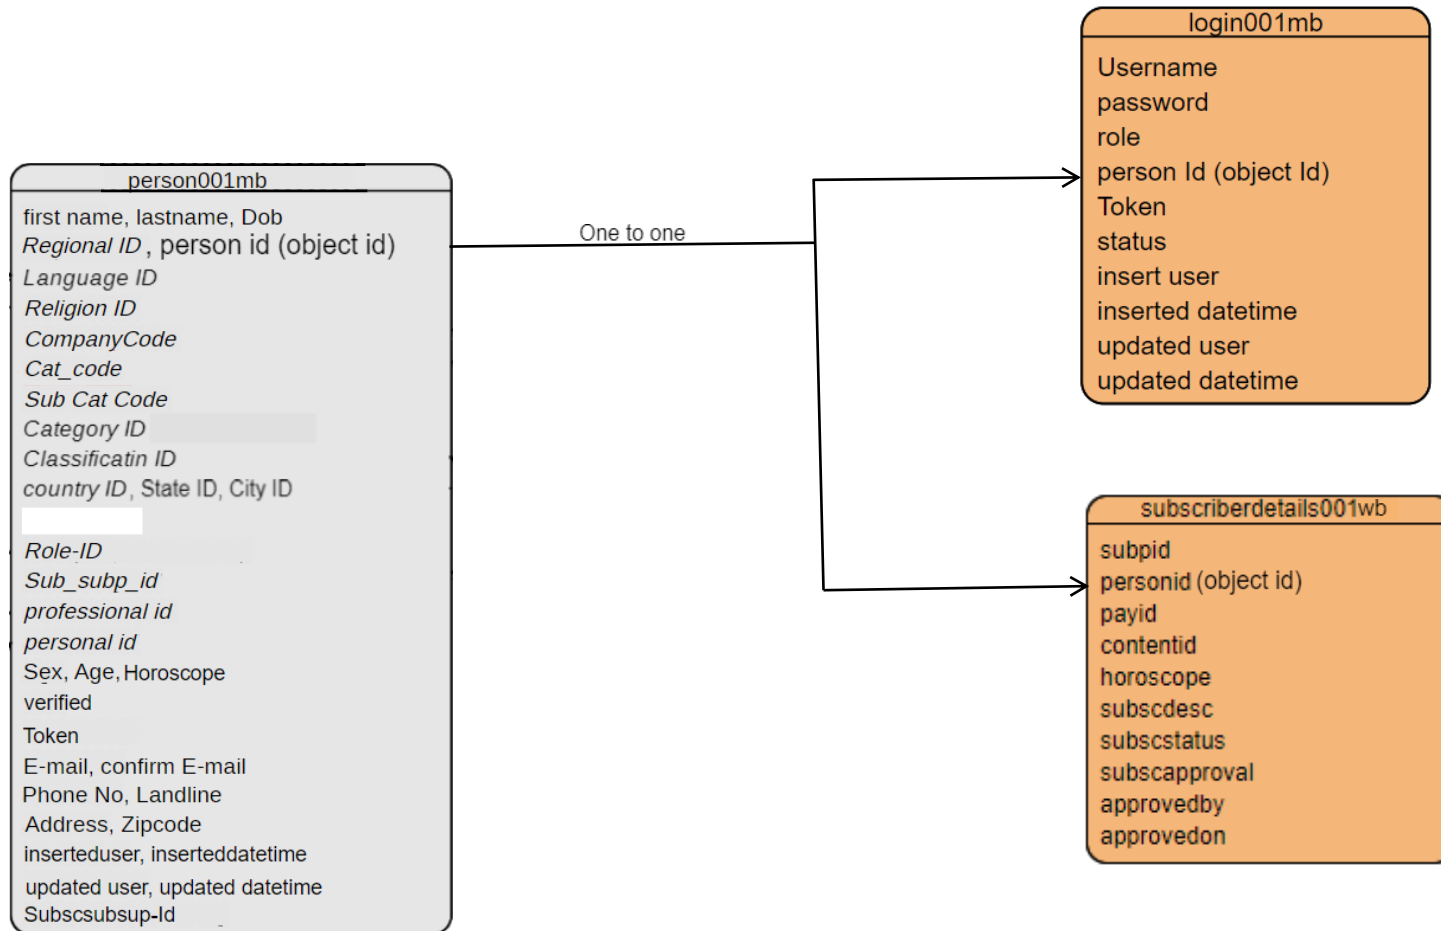 person001mb
first name, lastname, Dob
Regional ID , person id (object id)
Language ID
Religion ID
CompanyCode
Cat_code
Sub Cat Code
Category ID
Classificatin ID
country ID, State ID, City ID
Role-ID
Sub_subp_id
professional id
personal id
Sex, Age, Horoscope
verified
Token
E-mail, confirm E-mail
Phone No, Landline
Address, Zipcode
inserteduser, inserteddatetime
updated user, updated datetime
Subscsubsup-Id
One to one
login001mb
Username
password
role
person Id (object Id)
Token
status
insert user
inserted datetime
updated user
updated datetime
subscriberdetails001wb
subpid
personid (object id)
payid
contentid
horoscope
subscdesc
subscstatus
subscapproval
approvedby
approvedon